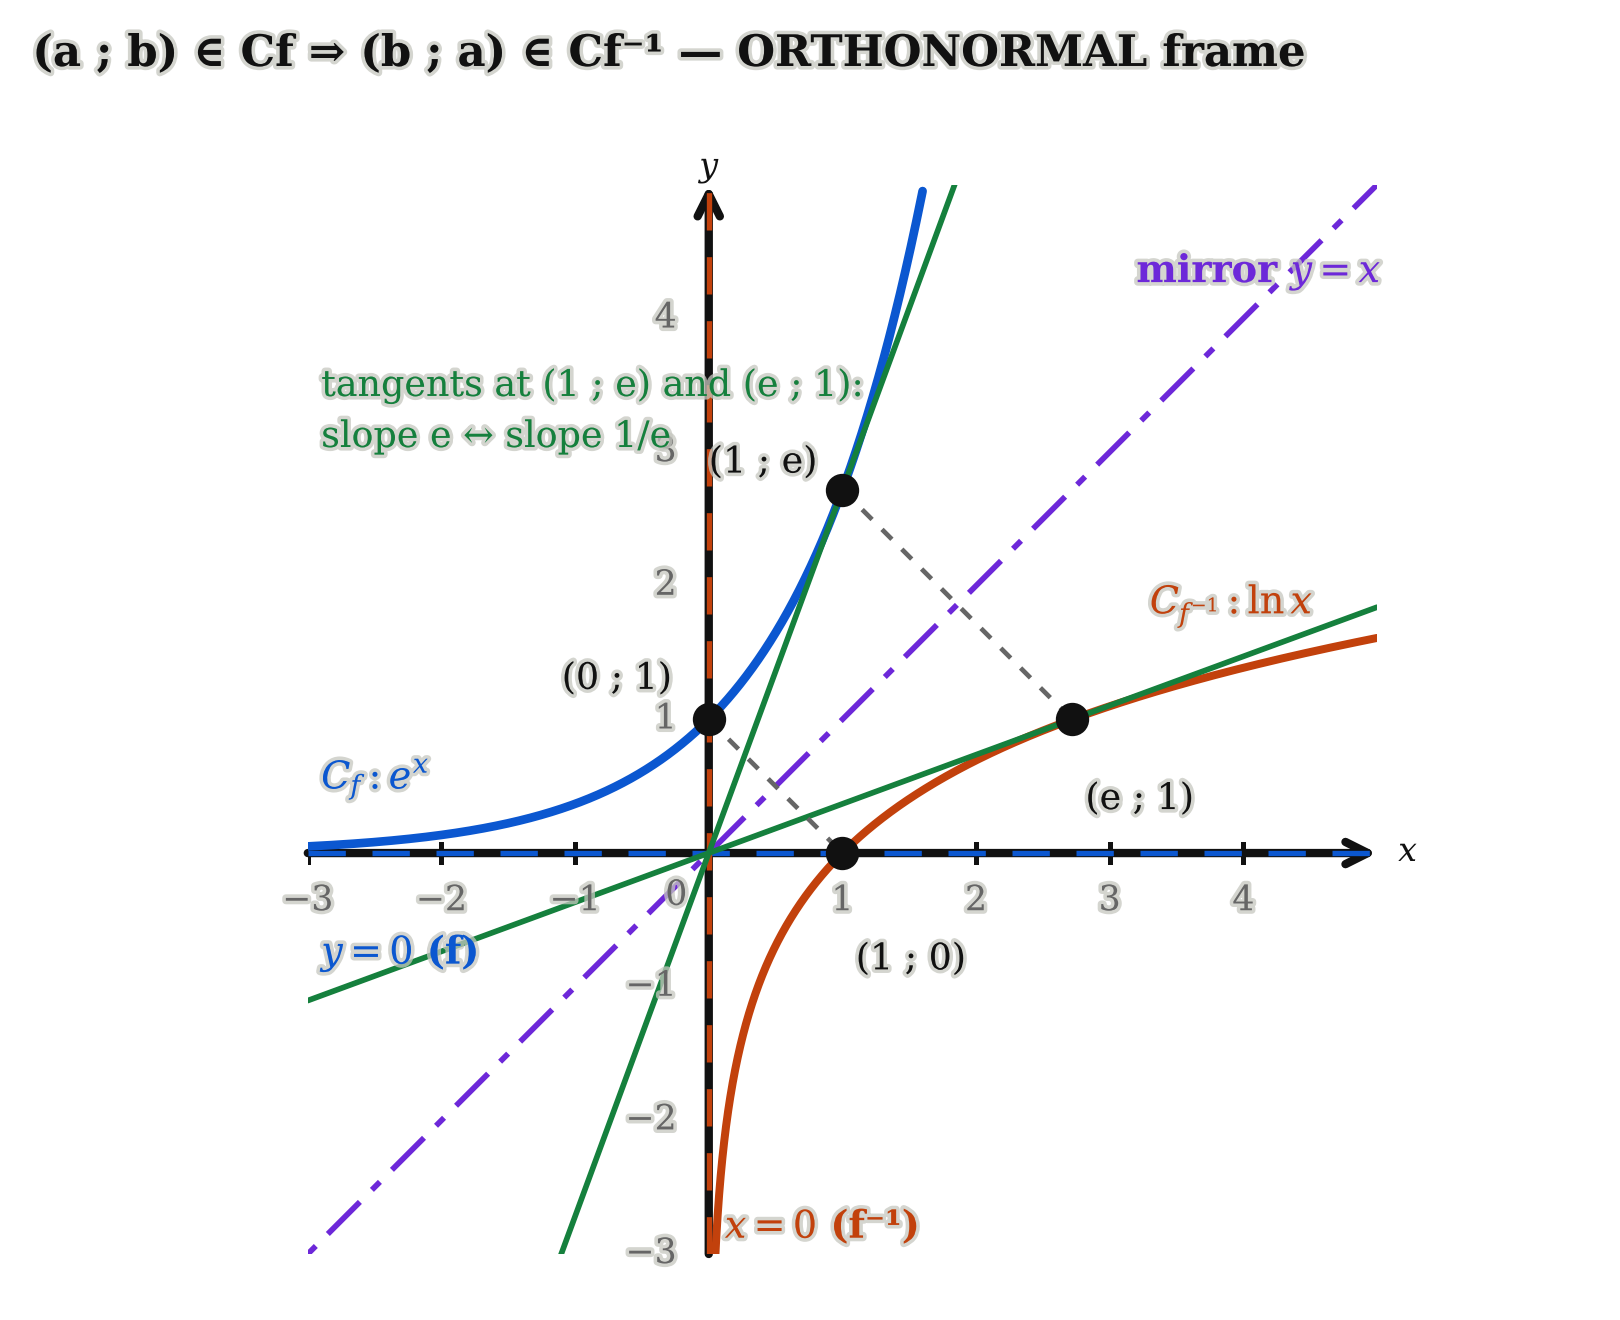 (a ; b) ∈ Cf ⇒ (b ; a) ∈ Cf⁻¹ — ORTHONORMAL frame
y
mirror y = x
4
tangents at (1 ; e) and (e ; 1):
slope e ↔ slope 1/e
3
(1 ; e)
2
C_{f⁻¹} : ln x
(0 ; 1)
1
C_f : e^x
(e ; 1)
x
−3 −2 −1 0 1 2 3 4
y = 0 (f)
(1 ; 0)
−1
−2
x = 0 (f⁻¹)
−3